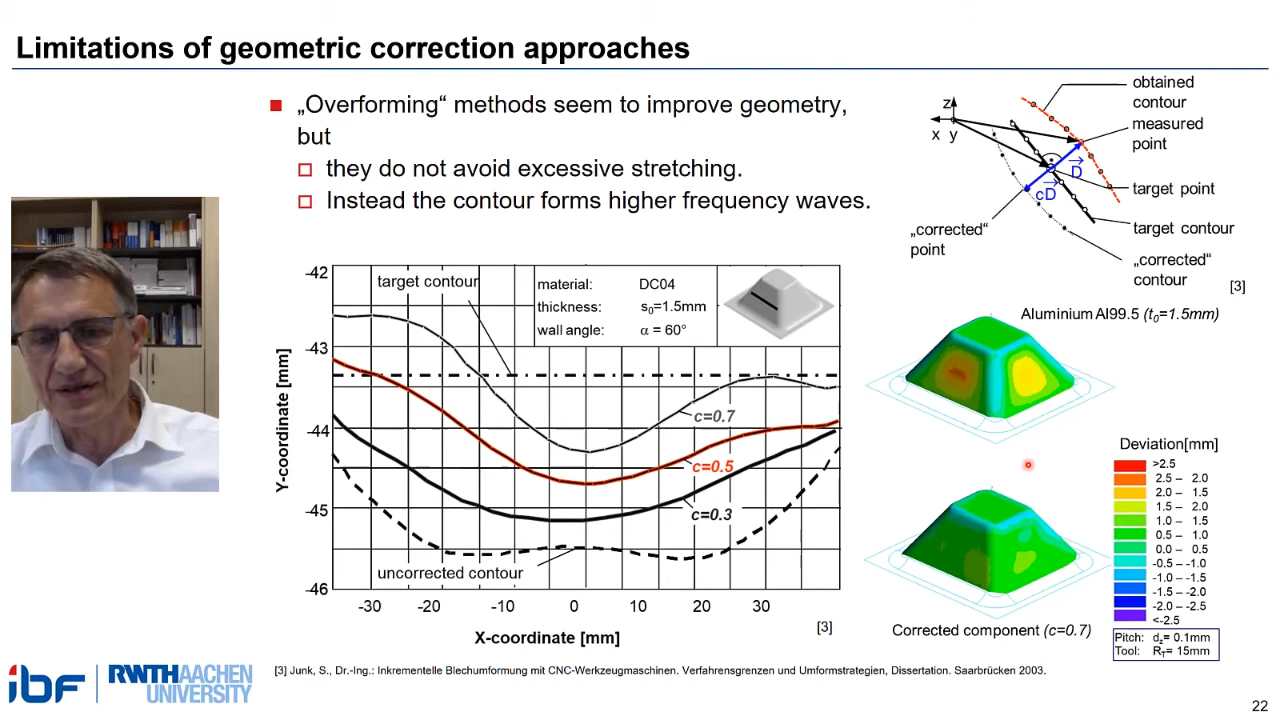 Limitations of geometric correction approaches
„Overforming“ methods seem to improve geometry,
but
they do not avoid excessive stretching.
Instead the contour forms higher frequency waves.
z
x y
D
cD
obtained
contour
measured
point
target point
target contour
„corrected“
point
„corrected“
contour
[3]
-42
-43
-44
-45
-46
Y-coordinate [mm]
target contour
material: DC04
thickness: s0=1.5mm
wall angle: α = 60°
c=0.7
c=0.5
c=0.3
uncorrected contour
-30 -20 -10 0 10 20 30
X-coordinate [mm]
[3]
Aluminium Al99.5 (t0=1.5mm)
Deviation[mm]
>2.5
2.5 – 2.0
2.0 – 1.5
1.5 – 2.0
1.0 – 1.5
0.5 – 1.0
0.0 – 0.5
-0.5 – -1.0
-1.0 – -1.5
-1.5 – -2.0
-2.0 – -2.5
<-2.5
Corrected component (c=0.7)
Pitch: dz= 0.1mm
Tool: RT= 15mm
ibf
RWTH AACHEN
UNIVERSITY
[3] Junk, S., Dr.-Ing.: Inkrementelle Blechumformung mit CNC-Werkzeugmaschinen. Verfahrensgrenzen und Umformstrategien, Dissertation. Saarbrücken 2003.
22